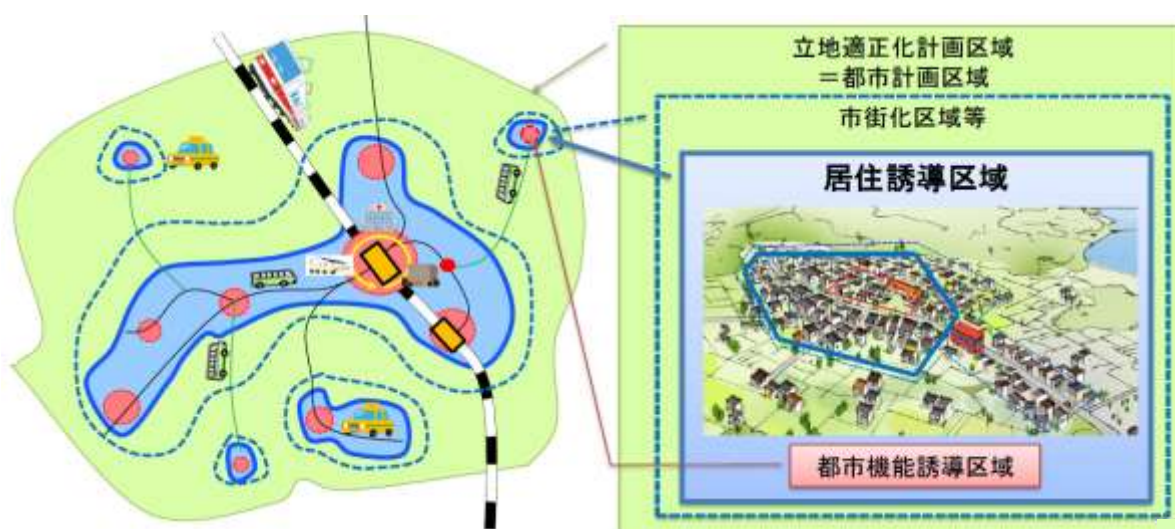 立地適正化計画区域
＝都市計画区域
市街化区域等
居住誘導区域
都市機能誘導区域